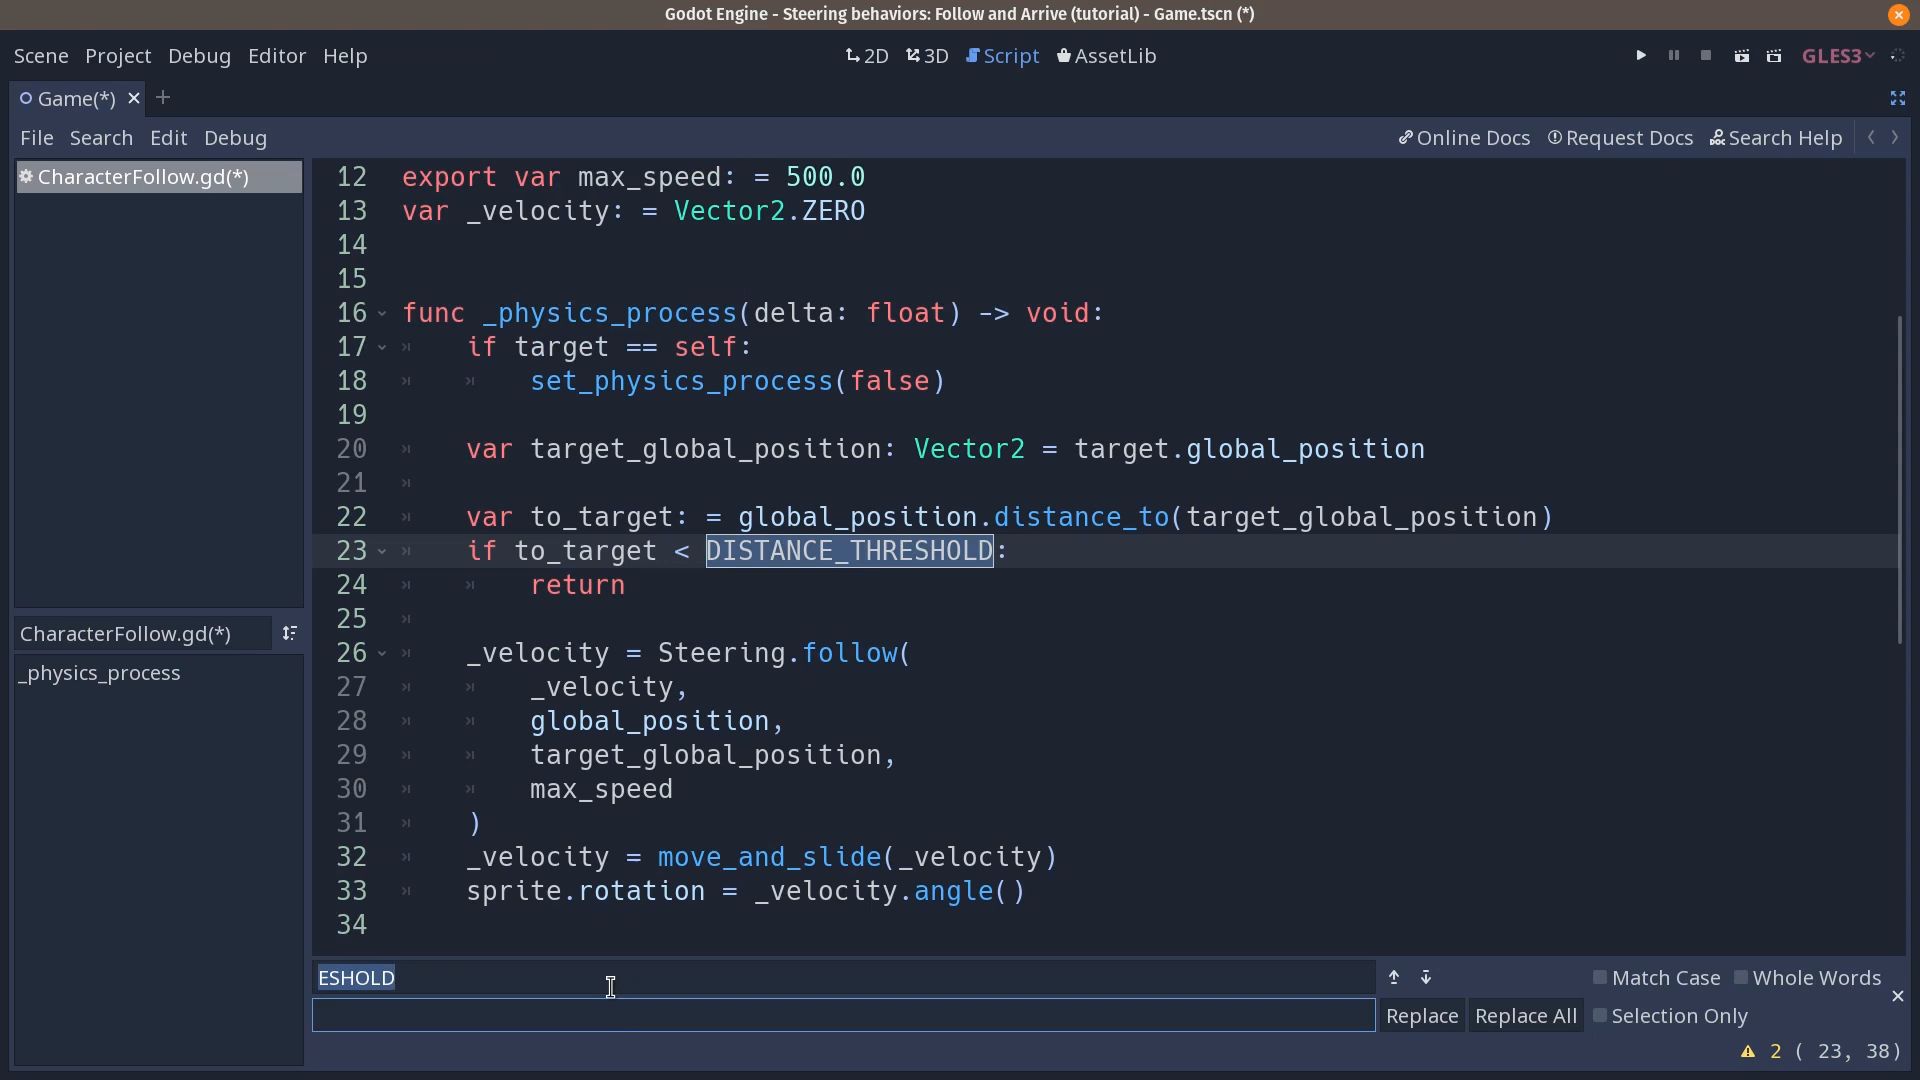 Godot Engine - Steering behaviors: Follow and Arrive (tutorial) - Game.tscn (*)
Scene Project Debug Editor Help
2D 3D Script AssetLib
GLES3
Game(*)
File Search Edit Debug
Online Docs Request Docs Search Help
CharacterFollow.gd(*)
CharacterFollow.gd(*)
_physics_process
12 export var max_speed: = 500.0
13 var _velocity: = Vector2.ZERO
14
15
16 func _physics_process(delta: float) -> void:
17 if target == self:
18 set_physics_process(false)
19
20 var target_global_position: Vector2 = target.global_position
21
22 var to_target: = global_position.distance_to(target_global_position)
23 if to_target < DISTANCE_THRESHOLD:
24 return
25
26 _velocity = Steering.follow(
27 _velocity,
28 global_position,
29 target_global_position,
30 max_speed
31 )
32 _velocity = move_and_slide(_velocity)
33 sprite.rotation = _velocity.angle()
34
ESHOLD
Match Case Whole Words
Replace Replace All Selection Only
2 ( 23, 38)